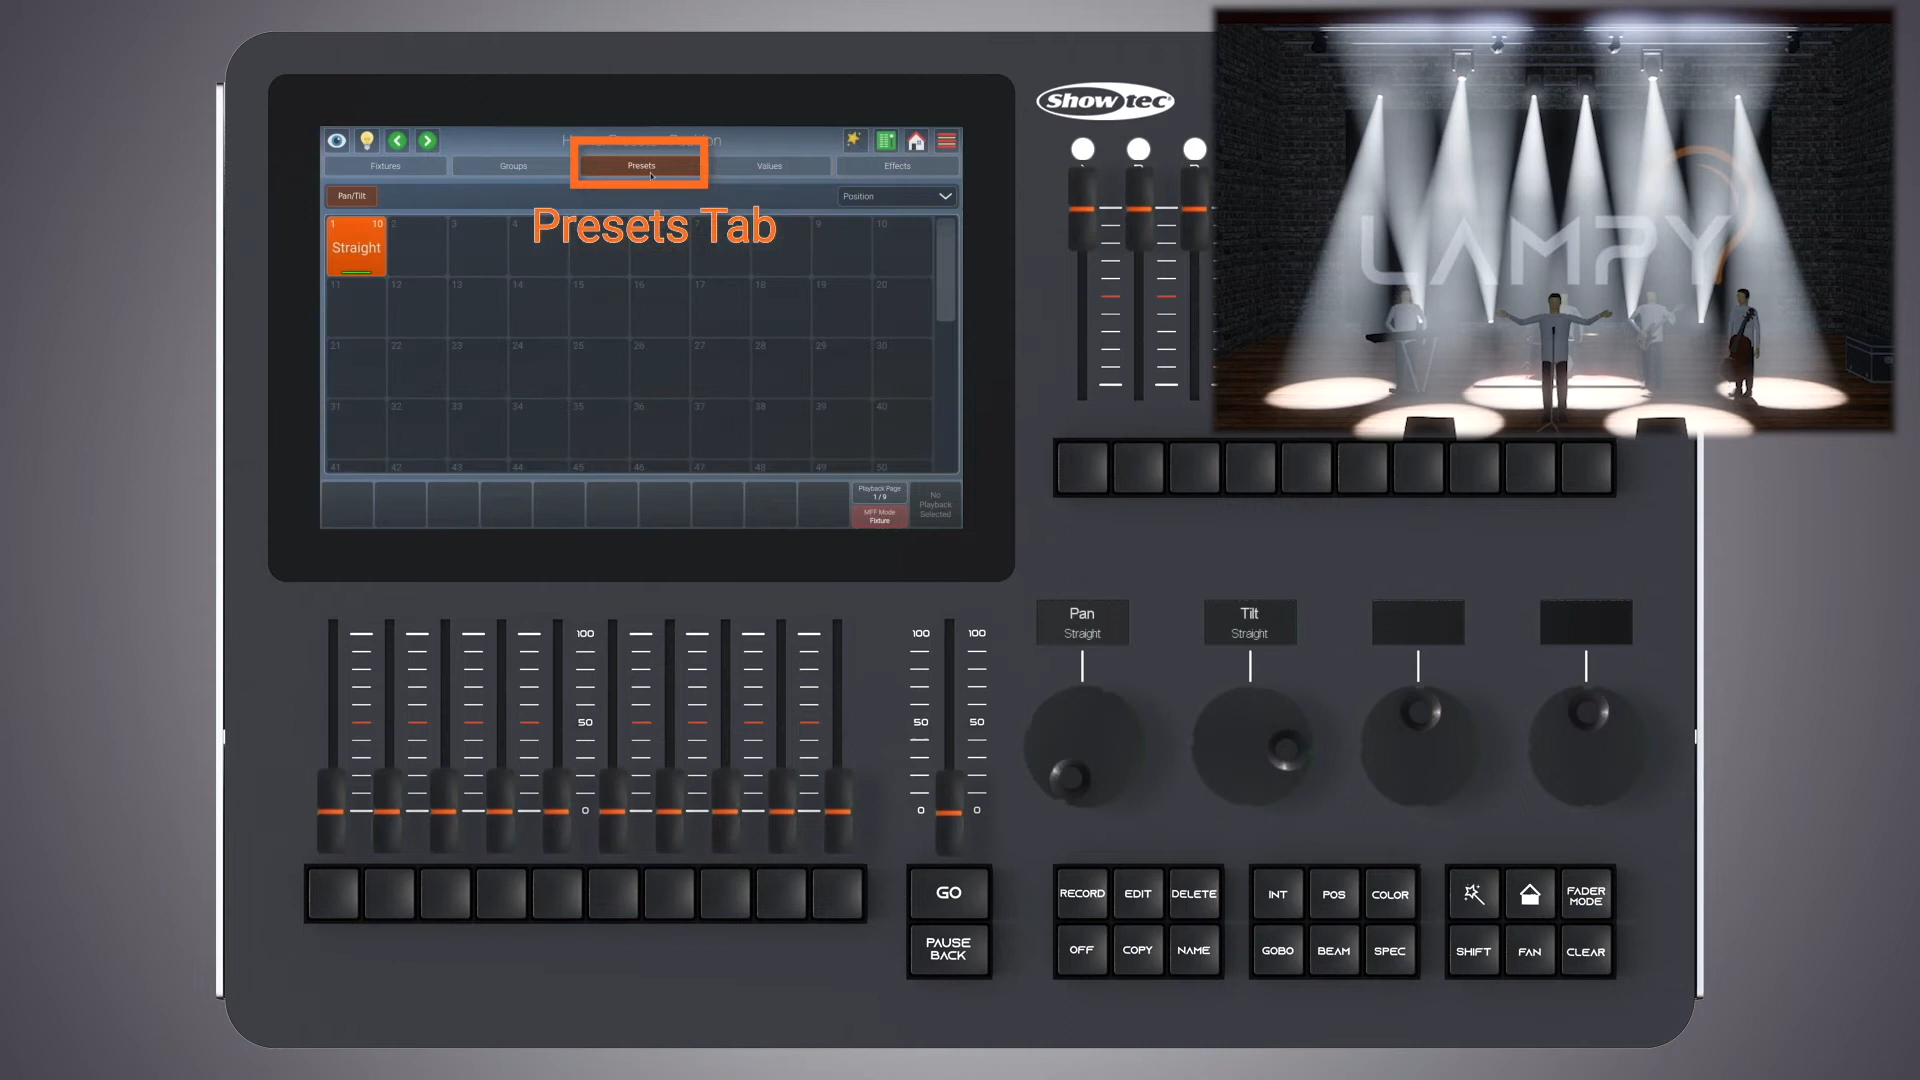 Showtec
LAMPY
Fixtures
Groups
Presets
Values
Effects
Pan/Tilt
Position
Presets Tab
1 10
Straight
2
3
4
9
10
11 12 13 14 15 16 17 18 19 20
21 22 23 24 25 26 27 28 29 30
31 32 33 34 35 36 37 38 39 40
41 42 43 44 45 46 47 48 49 50
Playback Page
1 / 9
MFF Mode
Fixture
No
Playback
Selected
Pan
Straight
Tilt
Straight
100
50
0
100 100
50 50
0 0
GO
PAUSE
BACK
RECORD EDIT DELETE
OFF COPY NAME
INT POS COLOR
GOBO BEAM SPEC
FADER
MODE
SHIFT FAN CLEAR